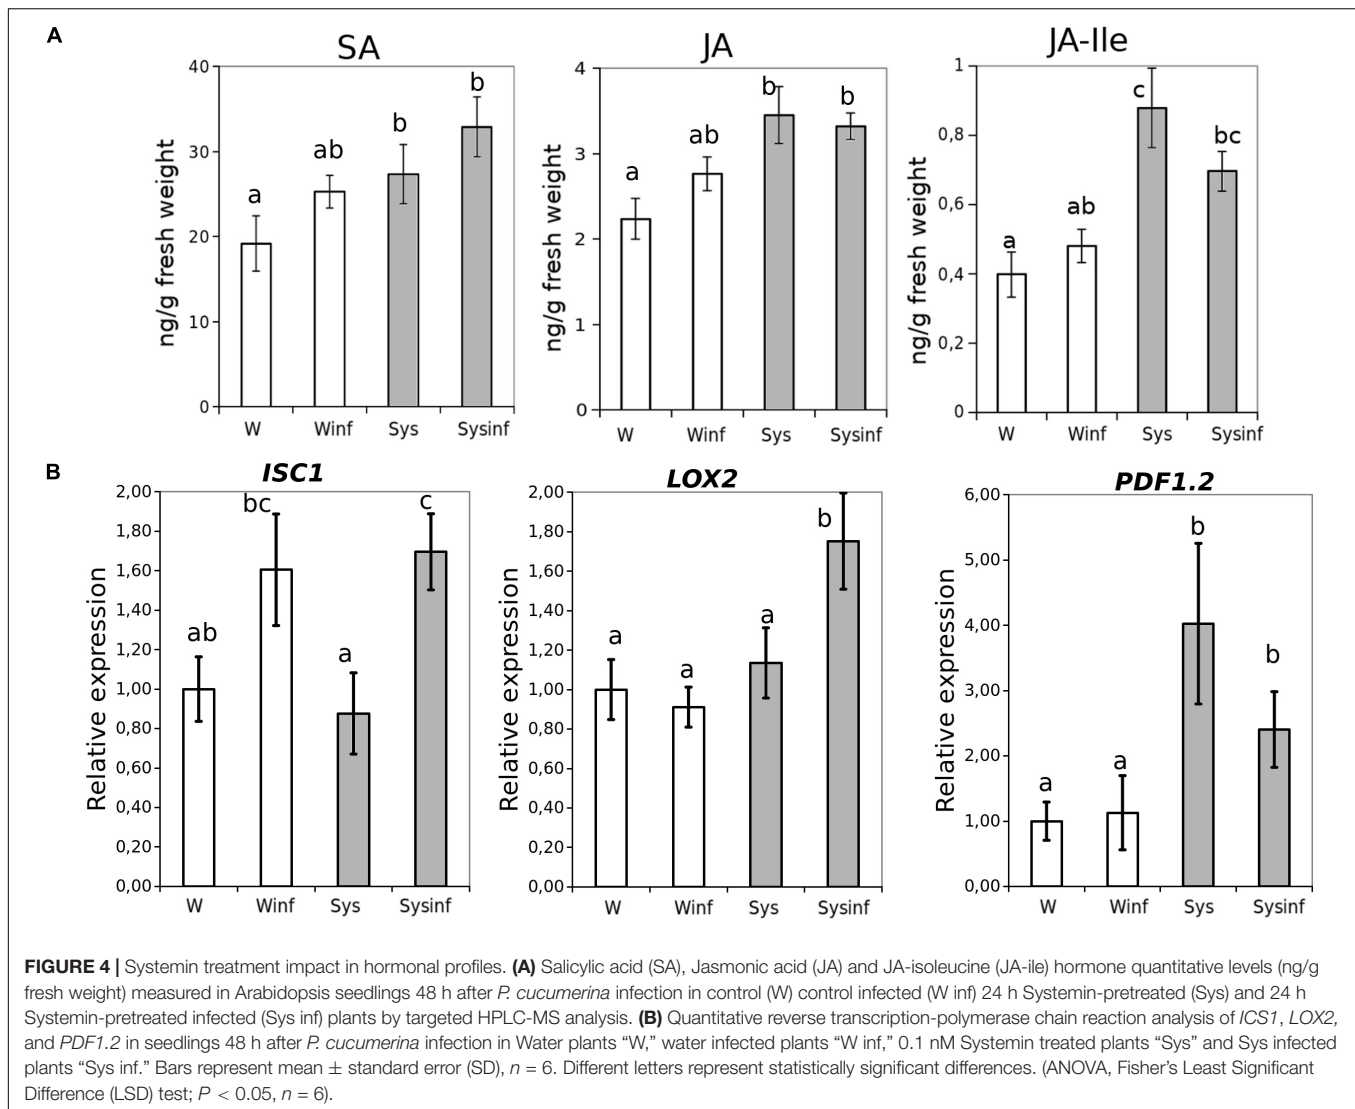 A
SA
JA
JA-Ile
40
30
20
10
0
ng/g fresh weight
a
ab
b
b
W
Winf
Sys
Sysinf
4
3
2
1
0
ng/g fresh weight
a
ab
b
b
W
Winf
Sys
Sysinf
1
0,8
0,6
0,4
0,2
0
ng/g fresh weight
a
ab
c
bc
W
Winf
Sys
Sysinf
B
ISC1
LOX2
PDF1.2
2,00
1,80
1,60
1,40
1,20
1,00
0,80
0,60
0,40
0,20
0,00
Relative expression
ab
bc
a
c
W
Winf
Sys
Sysinf
2,00
1,80
1,60
1,40
1,20
1,00
0,80
0,60
0,40
0,20
0,00
Relative expression
a
a
a
b
W
Winf
Sys
Sysinf
6,00
5,00
4,00
3,00
2,00
1,00
0,00
Relative expression
a
a
b
b
W
Winf
Sys
Sysinf
FIGURE 4 | Systemin treatment impact in hormonal profiles. (A) Salicylic acid (SA), Jasmonic acid (JA) and JA-isoleucine (JA-ile) hormone quantitative levels (ng/g
fresh weight) measured in Arabidopsis seedlings 48 h after P. cucumerina infection in control (W) control infected (W inf) 24 h Systemin-pretreated (Sys) and 24 h
Systemin-pretreated infected (Sys inf) plants by targeted HPLC-MS analysis. (B) Quantitative reverse transcription-polymerase chain reaction analysis of ICS1, LOX2,
and PDF1.2 in seedlings 48 h after P. cucumerina infection in Water plants “W,” water infected plants “W inf,” 0.1 nM Systemin treated plants “Sys” and Sys infected
plants “Sys inf.” Bars represent mean ± standard error (SD), n = 6. Different letters represent statistically significant differences. (ANOVA, Fisher’s Least Significant
Difference (LSD) test; P < 0.05, n = 6).